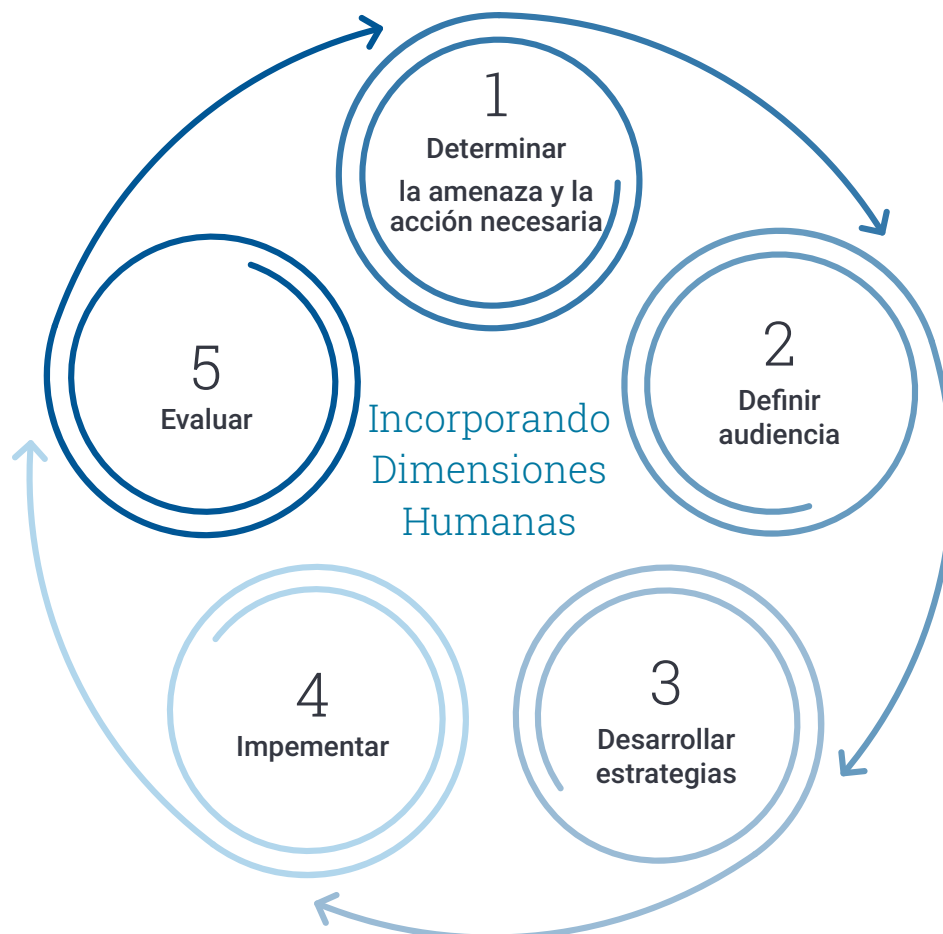 1
Determinar
la amenaza y la
acción necesaria
2
Definir
audiencia
3
Desarrollar
estrategias
4
Impementar
5
Evaluar
Incorporando
Dimensiones
Humanas